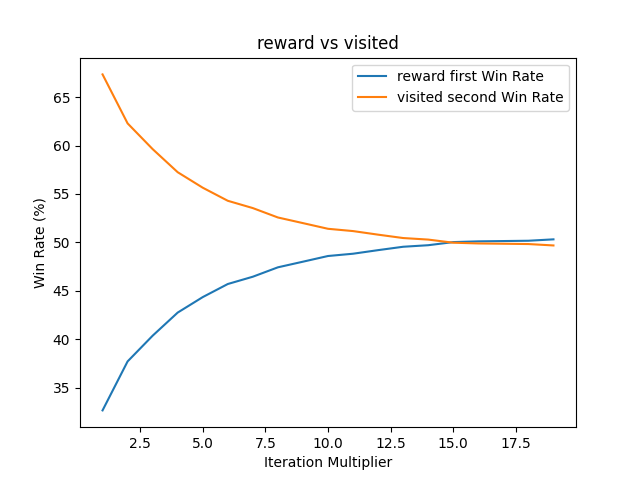 reward vs visited
reward first Win Rate
visited second Win Rate
Win Rate (%)
65
60
55
50
45
40
35
2.5 5.0 7.5 10.0 12.5 15.0 17.5
Iteration Multiplier